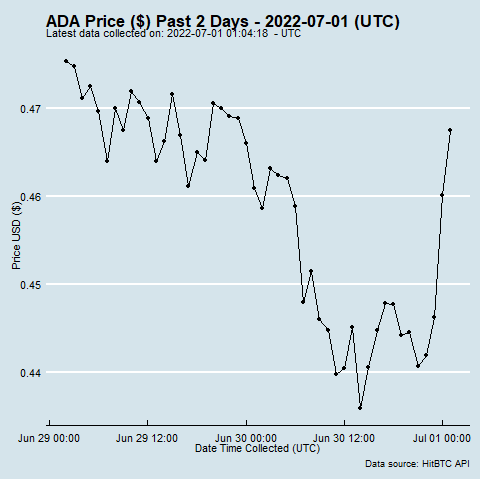 ADA Price ($) Past 2 Days - 2022-07-01 (UTC)
Latest data collected on: 2022-07-01 01:04:18  - UTC
0.47
0.46
0.45
0.44
Price USD ($)
Jun 29 00:00
Jun 29 12:00
Jun 30 00:00
Jun 30 12:00
Jul 01 00:00
Date Time Collected (UTC)
Data source: HitBTC API